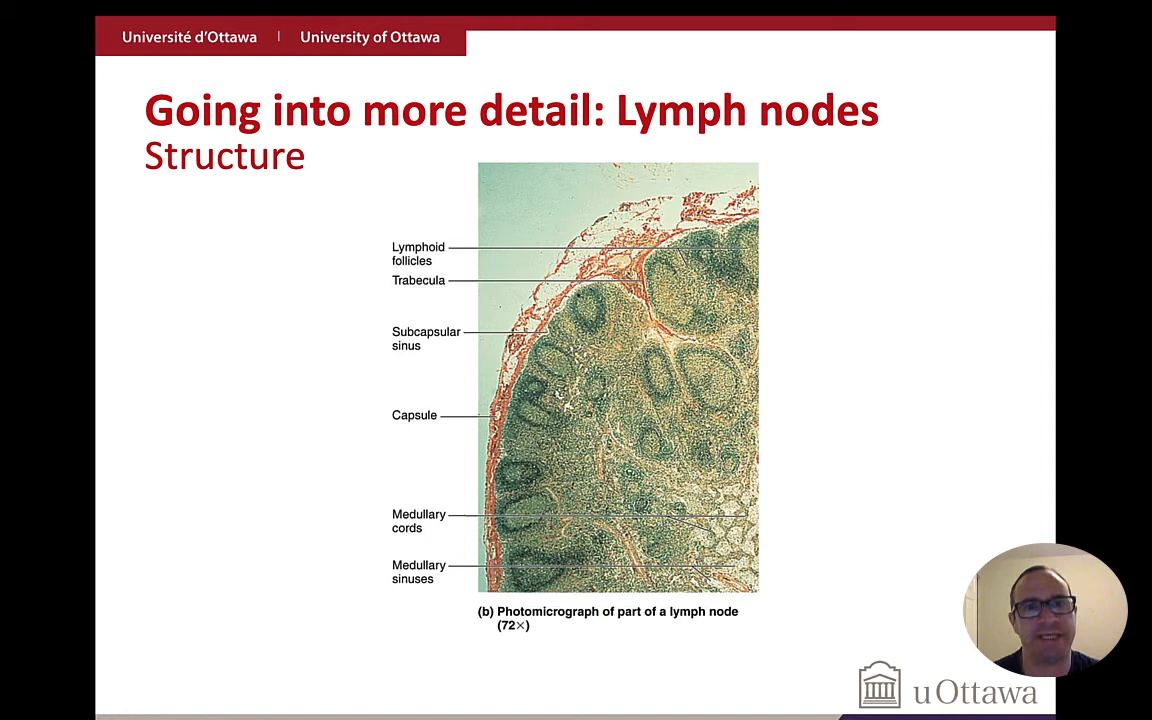 Université d'Ottawa | University of Ottawa
Going into more detail: Lymph nodes
Structure
Lymphoid
follicles
Trabecula
Subcapsular
sinus
Capsule
Medullary
cords
Medullary
sinuses
(b) Photomicrograph of part of a lymph node
(72×)
uOttawa